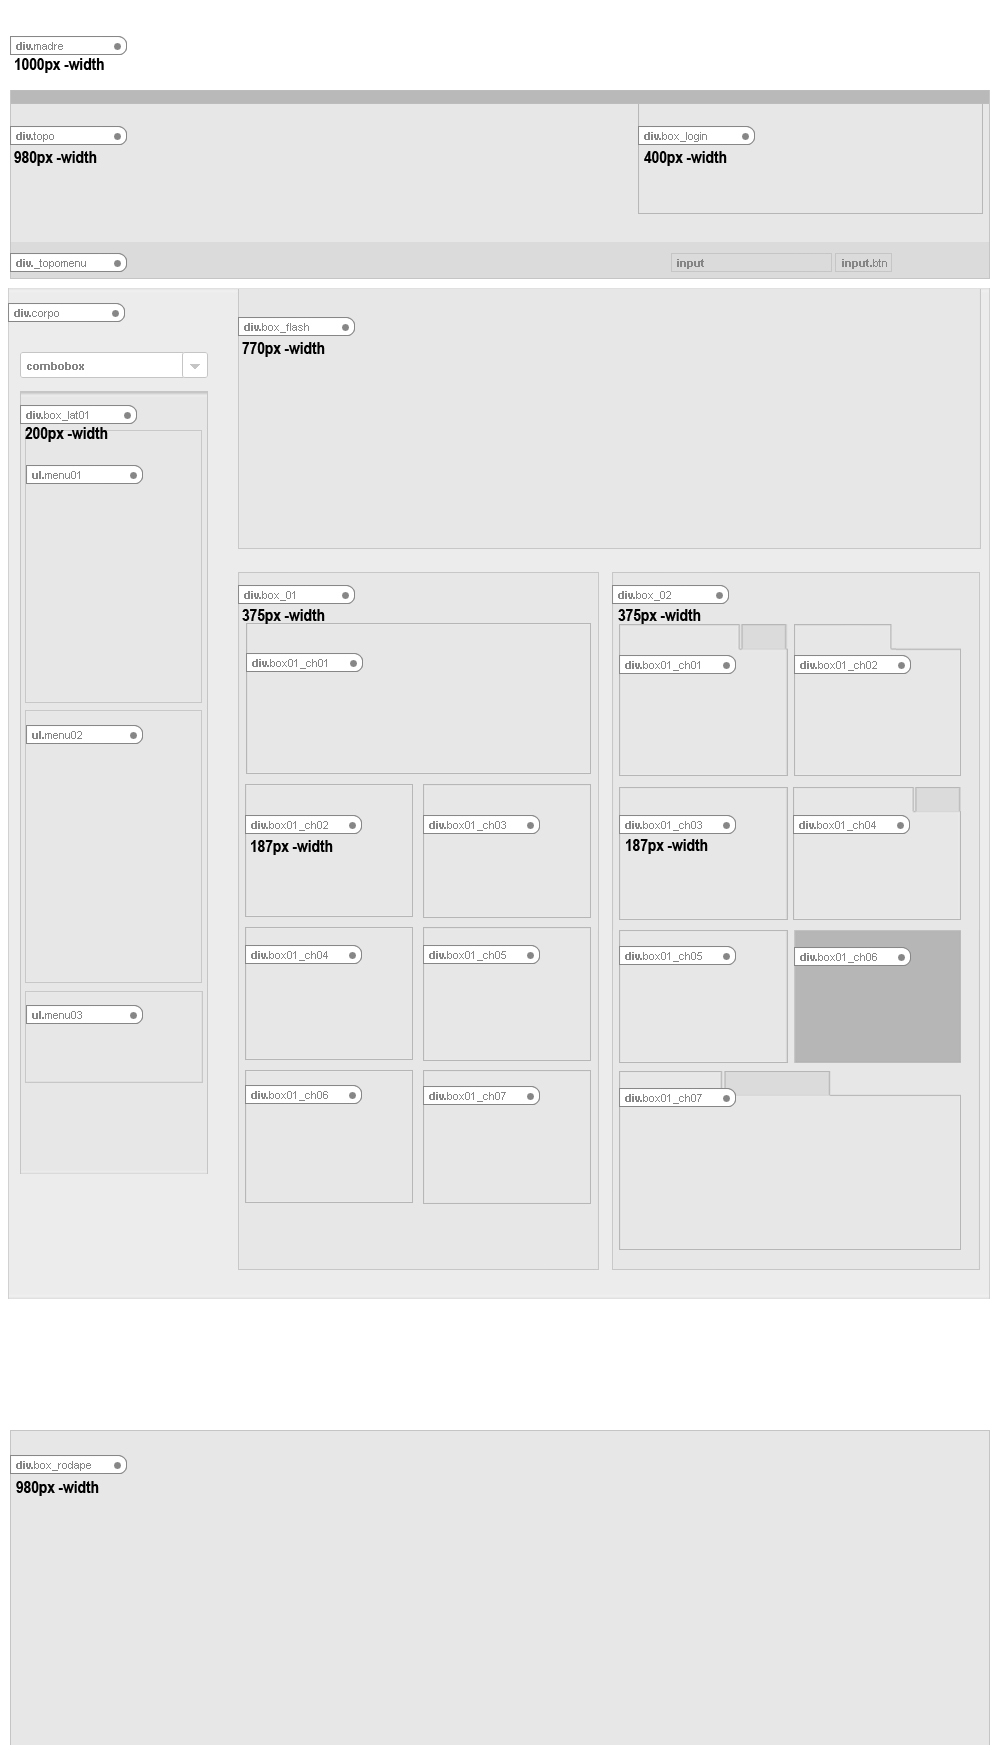 div.madre
1000px -width
div.topo
980px -width
div.box_login
400px -width
div._topomenu
input
input.btn
div.corpo
combobox
div.box_lat01
200px -width
ul.menu01
ul.menu02
ul.menu03
div.box_flash
770px -width
div.box_01
375px -width
div.box01_ch01
div.box01_ch02
187px -width
div.box01_ch03
div.box01_ch04
div.box01_ch05
div.box01_ch06
div.box01_ch07
div.box_02
375px -width
div.box01_ch01
div.box01_ch02
div.box01_ch03
187px -width
div.box01_ch04
div.box01_ch05
div.box01_ch06
div.box01_ch07
div.box_rodape
980px -width